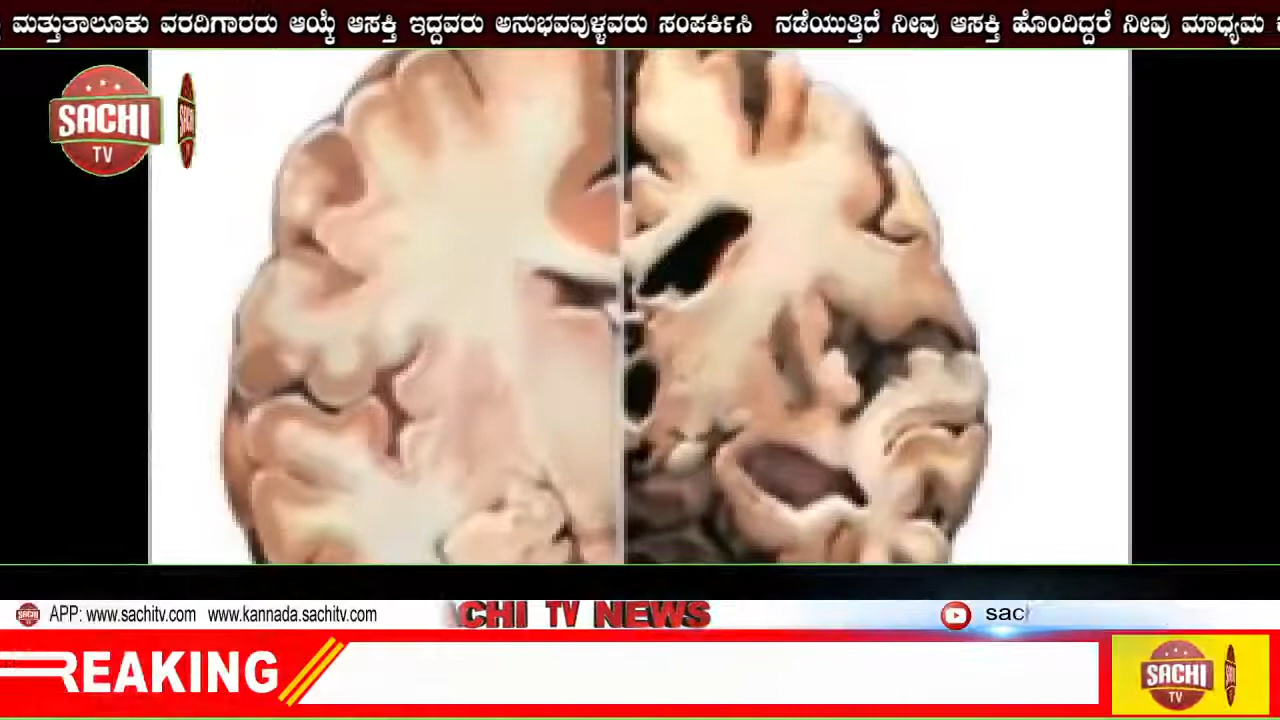 ಮತ್ತುತಾಲೂಕು ವರದಿಗಾರರು ಆಯ್ಕೆ ಆಸಕ್ತಿ ಇದ್ದವರು ಅನುಭವವುಳ್ಳವರು ಸಂಪರ್ಕಿಸಿ ನಡೆಯುತ್ತಿದೆ ನೀವು ಆಸಕ್ತಿ ಹೊಂದಿದ್ದರೆ ನೀವು ಮಾಧ್ಯಮ
SACHI
TV
SACHI
APP: www.sachitv.com www.kannada.sachitv.com
CHI TV NEWS
sac
REAKING
SACHI
TV